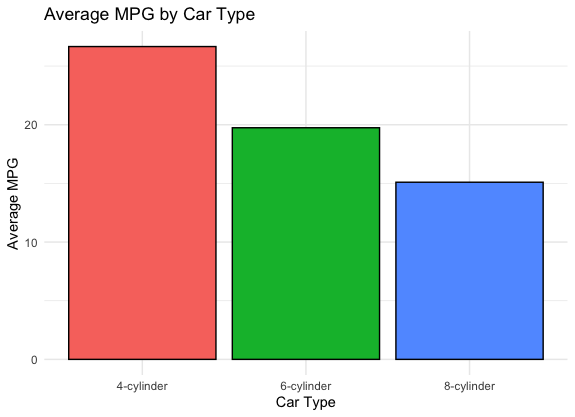 Average MPG by Car Type
Average MPG
20
10
0
4-cylinder
6-cylinder
8-cylinder
Car Type